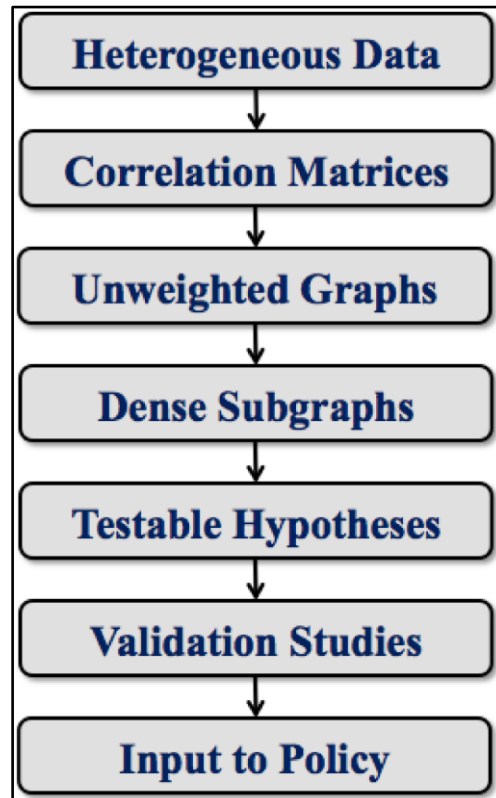 Heterogeneous Data
Correlation Matrices
Unweighted Graphs
Dense Subgraphs
Testable Hypotheses
Validation Studies
Input to Policy